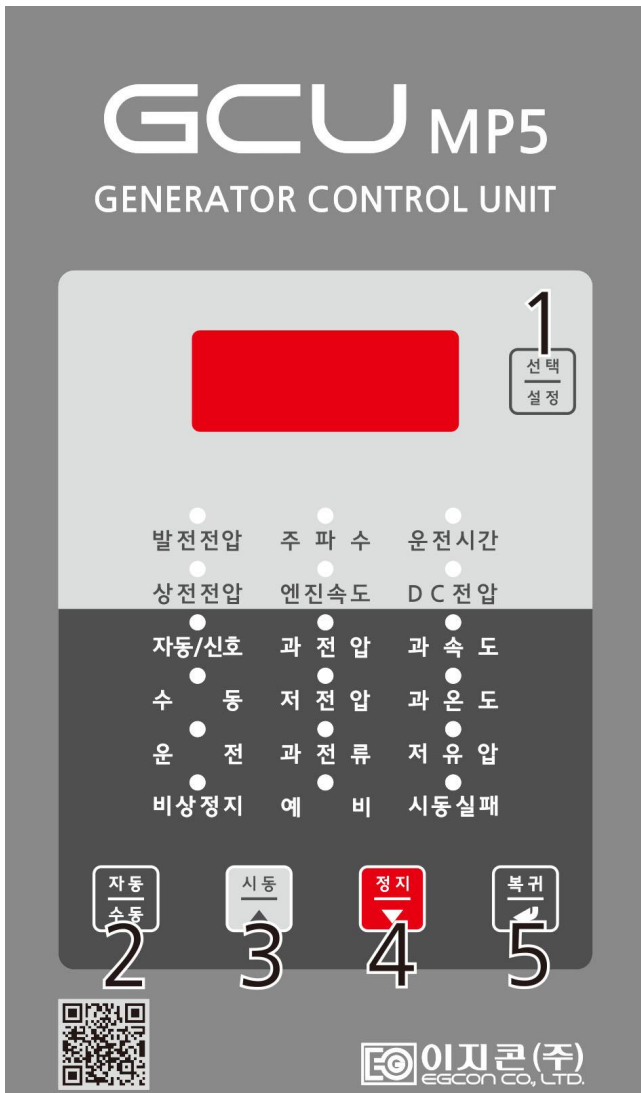 GCU MP5
GENERATOR CONTROL UNIT
1
선택
설정
발전전압 주파수 운전시간
상전전압 엔진속도 DC전압
자동/신호 과전압 과속도
수동 저전압 과온도
운전 과전류 저유압
비상정지 예비 시동실패
자동 시동 정지 복귀
수동
2 3 4 5
EG 이지콘(주)
EGCON CO., LTD.